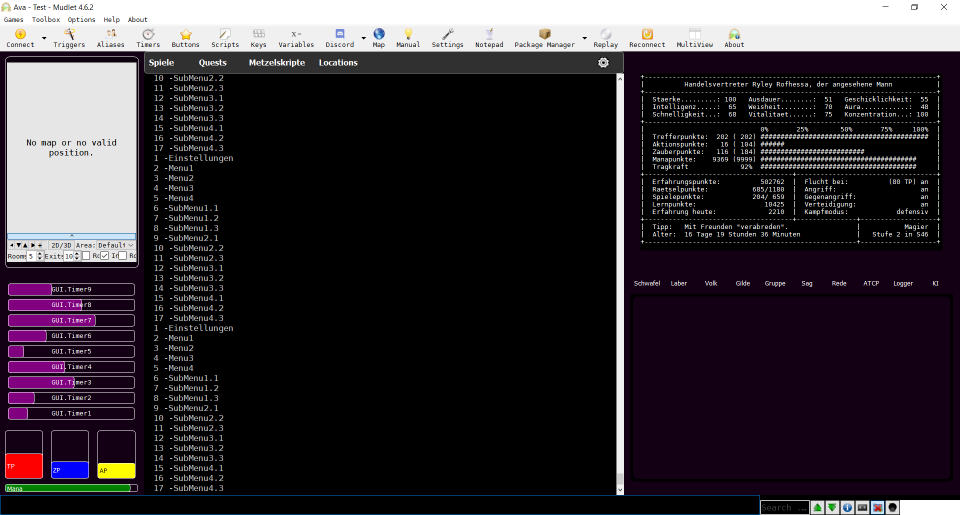 Ava - Test - Mudlet 4.6.2
Games Toolbox Options Help About
Connect Triggers Aliases Timers Buttons Scripts Keys Variables Discord Map Manual Settings Notepad Package Manager Replay Reconnect MultiView About
Spiele Quests Metzelskripte Locations
No map or no valid
position.
2D/3D Area: Defaul
Room 5 Exit 10
GUI.Timer9
GUI.Timer8
GUI.Timer7
GUI.Timer6
GUI.Timer5
GUI.Timer4
GUI.Timer3
GUI.Timer2
GUI.Timer1
TP ZP AP
Mana
10 -SubMenu2.2
11 -SubMenu2.3
12 -SubMenu3.1
13 -SubMenu3.2
14 -SubMenu3.3
15 -SubMenu4.1
16 -SubMenu4.2
17 -SubMenu4.3
1 -Einstellungen
2 -Menu1
3 -Menu2
4 -Menu3
5 -Menu4
6 -SubMenu1.1
7 -SubMenu1.2
8 -SubMenu1.3
9 -SubMenu2.1
10 -SubMenu2.2
11 -SubMenu2.3
12 -SubMenu3.1
13 -SubMenu3.2
14 -SubMenu3.3
15 -SubMenu4.1
16 -SubMenu4.2
17 -SubMenu4.3
1 -Einstellungen
2 -Menu1
3 -Menu2
4 -Menu3
5 -Menu4
6 -SubMenu1.1
7 -SubMenu1.2
8 -SubMenu1.3
9 -SubMenu2.1
10 -SubMenu2.2
11 -SubMenu2.3
12 -SubMenu3.1
13 -SubMenu3.2
14 -SubMenu3.3
15 -SubMenu4.1
16 -SubMenu4.2
17 -SubMenu4.3
Handelsvertreter Ryley Rofhessa, der angesehene Mann
Staerke.........: 100 Ausdauer........: 51 Geschicklichkeit: 55
Intelligenz.....: 65 Weisheit........: 70 Aura............: 48
Schnelligkeit...: 60 Vitalitaet......: 75 Konzentration...: 100
0% 25% 50% 75% 100%
Trefferpunkte: 202 ( 202) ########################################
Aktionspunkte: 16 ( 104) ######
Zauberpunkte: 116 ( 184) #########################
Manapunkte: 9369 (9999) #####################################
Tragkraft 92% #####################################
Erfahrungspunkte: 502762 | Flucht bei: (80 TP) an
Raetselpunkte: 685/1180 | Angriff: an
Spielepunkte: 204/ 659 | Gegenangriff: an
Lernpunkte: 10425 | Verteidigung: an
Erfahrung heute: 2210 | Kampfmodus: defensiv
Tipp: Mit Freunden "verabreden". | Magier
Alter: 16 Tage 19 Stunden 36 Minuten | Stufe 2 in S46
Schwafel Laber Volk Gilde Gruppe Sag Rede ATCP Logger KI
Search ...